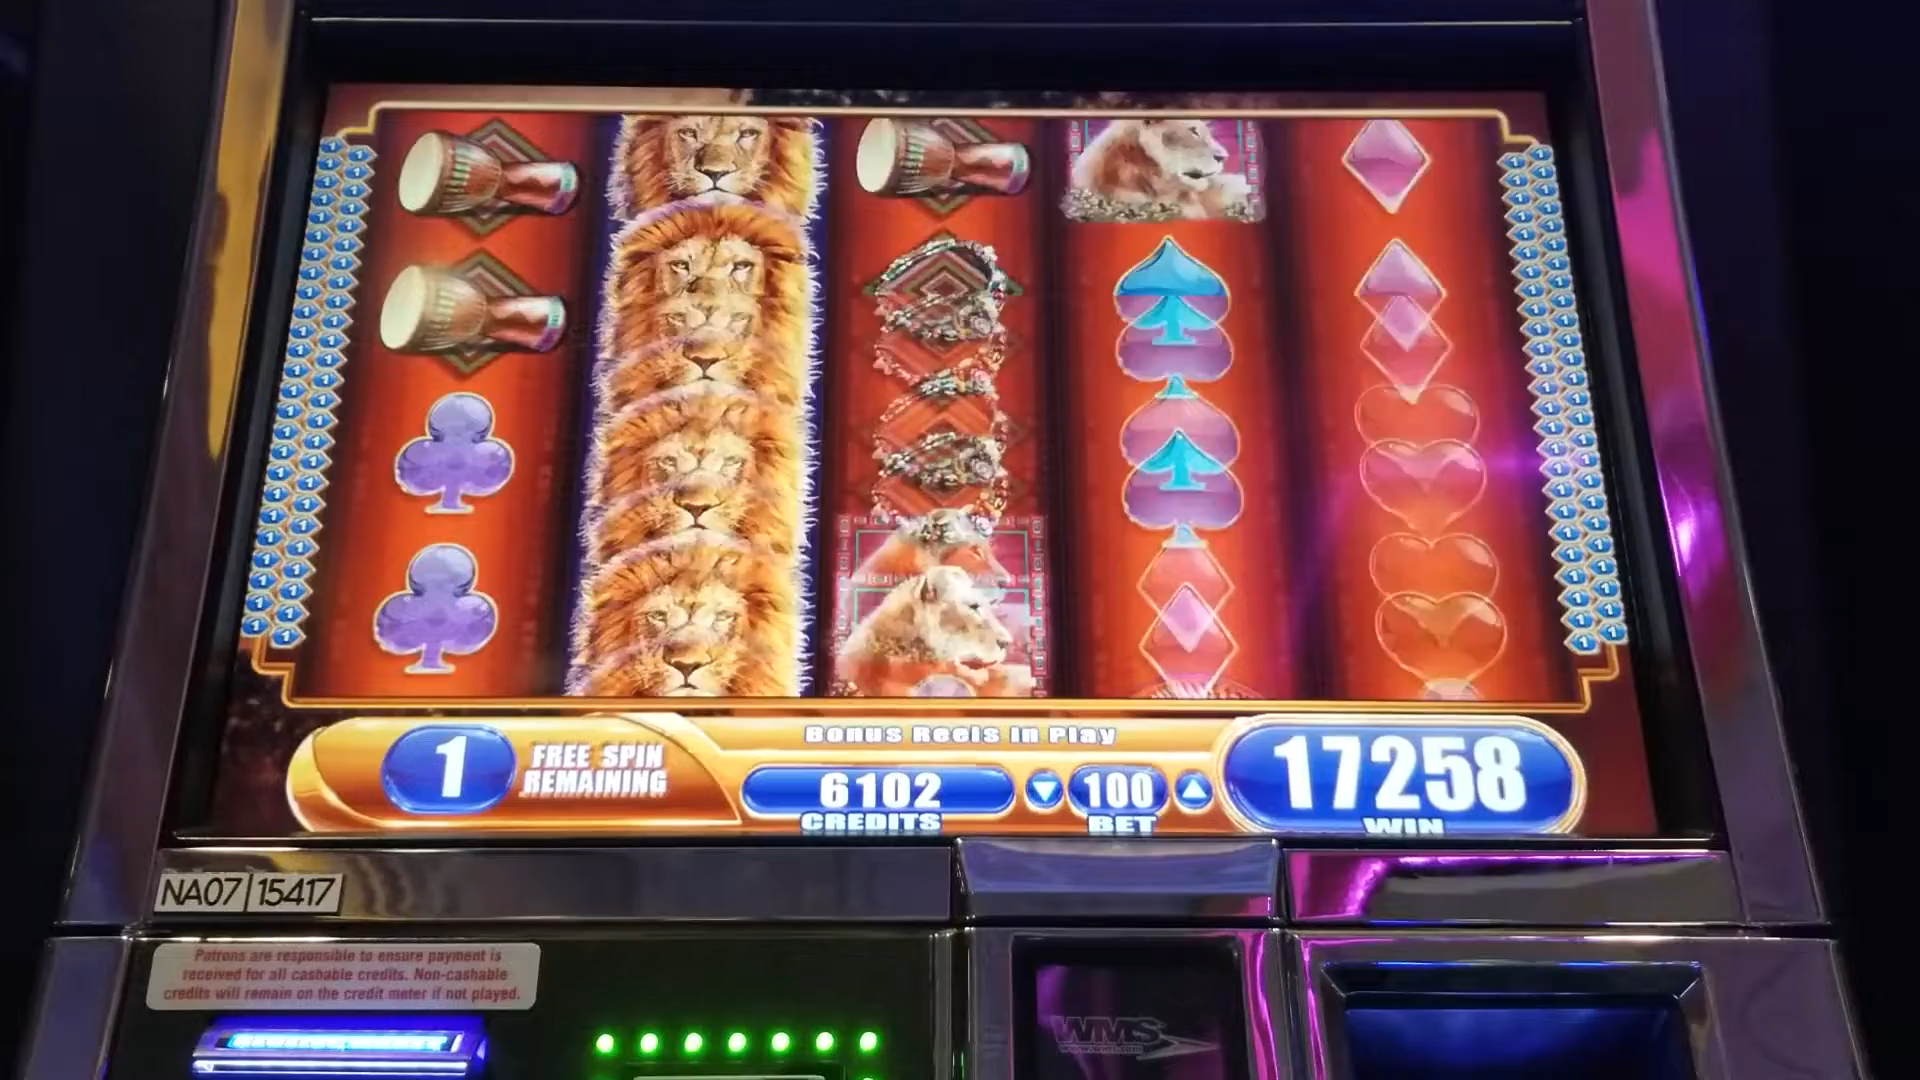 Bonus Reels In Play
1
FREE SPIN
REMAINING
6102
CREDITS
100
BET
17258
WIN
NA07 15417
Patrons are responsible to ensure payment is
received for all cashable credits. Non-cashable
credits will remain on the credit meter if not played.
WMS